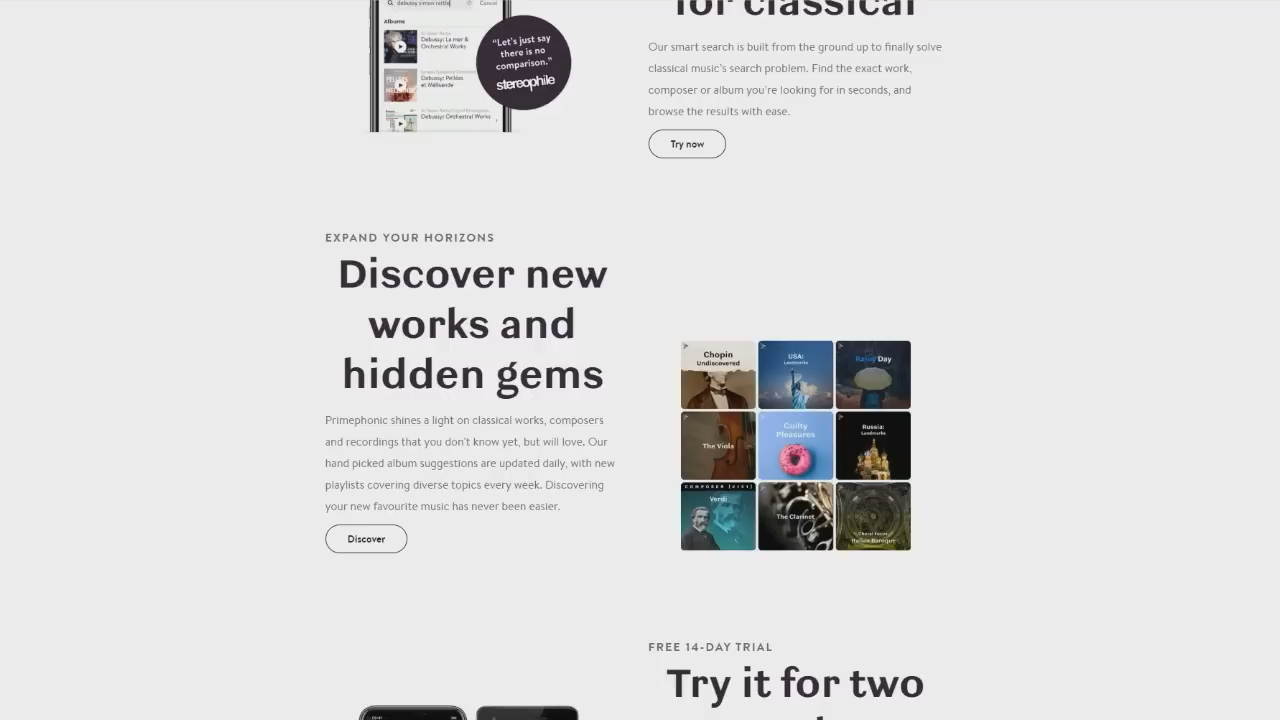 debussy simon rattle
Cancel
Albums
Debussy: La mer &
Orchestral Works
Debussy: Pelléas
et Mélisande
Debussy: Orchestral Works
“Let’s just say
there is no
comparison.”
stereophile
for classical
Our smart search is built from the ground up to finally solve
classical music’s search problem. Find the exact work,
composer or album you’re looking for in seconds, and
browse the results with ease.
Try now
EXPAND YOUR HORIZONS
Discover new
works and
hidden gems
Primephonic shines a light on classical works, composers
and recordings that you don’t know yet, but will love. Our
hand picked album suggestions are updated daily, with new
playlists covering diverse topics every week. Discovering
your new favourite music has never been easier.
Discover
Chopin
Undiscovered
USA:
Landmarks
Rainy Day
The Viola
Guilty
Pleasures
Russia:
Landmarks
Verdi
The Clarinet
Choral Focus:
Italian Baroque
FREE 14-DAY TRIAL
Try it for two